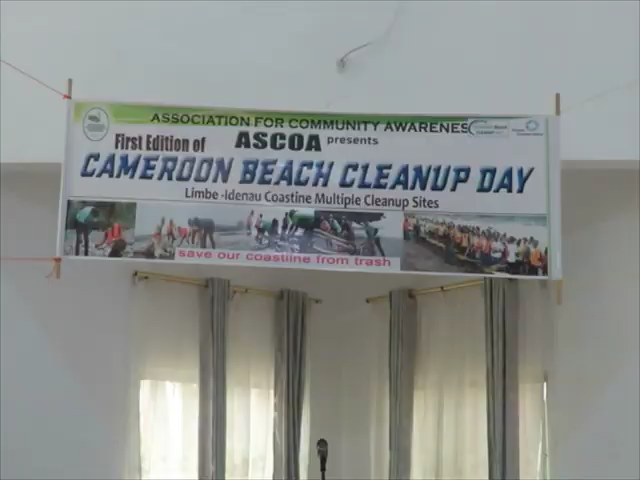 ASSOCIATION FOR COMMUNITY AWARENES
First Edition of ASCOA presents
CAMEROON BEACH CLEANUP DAY
Limbe -Idenau Coastine Multiple Cleanup Sites
save our coastline from trash